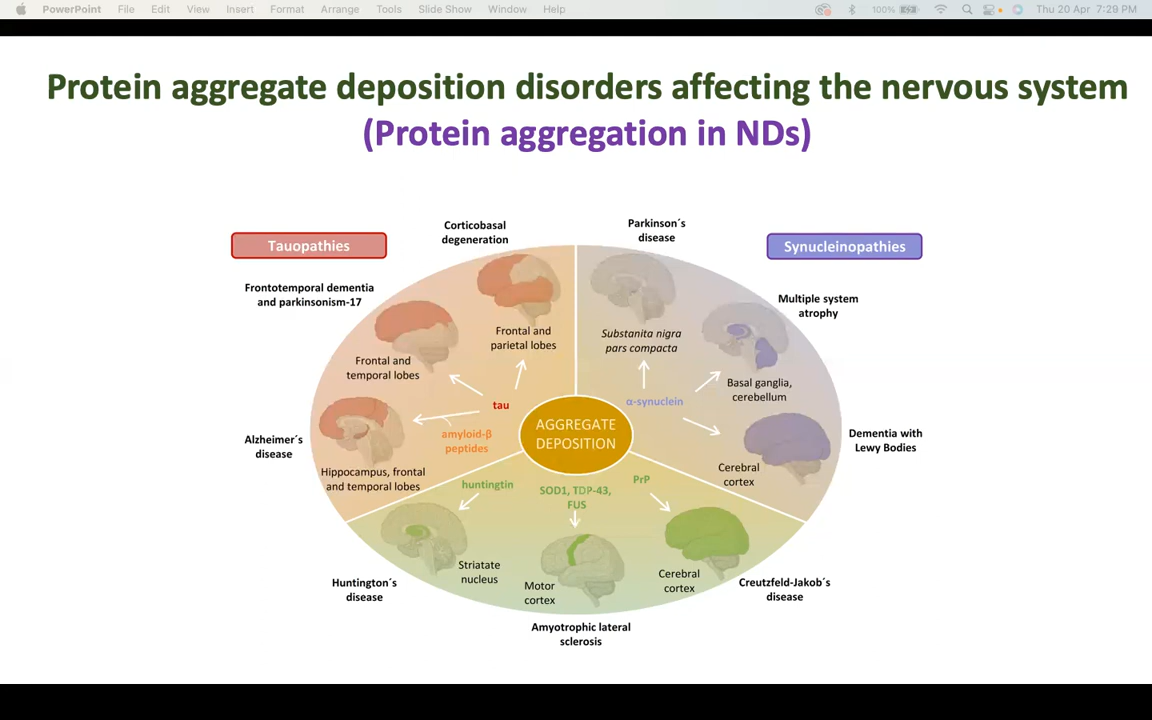 PowerPoint File Edit View Insert Format Arrange Tools Slide Show Window Help 100% Thu 20 Apr 7:29 PM
Protein aggregate deposition disorders affecting the nervous system
(Protein aggregation in NDs)
Tauopathies
Corticobasal
degeneration
Parkinson´s
disease
Synucleinopathies
Frontotemporal dementia
and parkinsonism-17
Multiple system
atrophy
Frontal and
parietal lobes
Substanita nigra
pars compacta
Frontal and
temporal lobes
Basal ganglia,
cerebellum
tau
α-synuclein
AGGREGATE
DEPOSITION
amyloid-β
peptides
Alzheimer´s
disease
Dementia with
Lewy Bodies
Hippocampus, frontal
and temporal lobes
Cerebral
cortex
huntingtin
SOD1, TDP-43,
FUS
PrP
Striatate
nucleus
Motor
cortex
Cerebral
cortex
Huntington´s
disease
Creutzfeld-Jakob´s
disease
Amyotrophic lateral
sclerosis